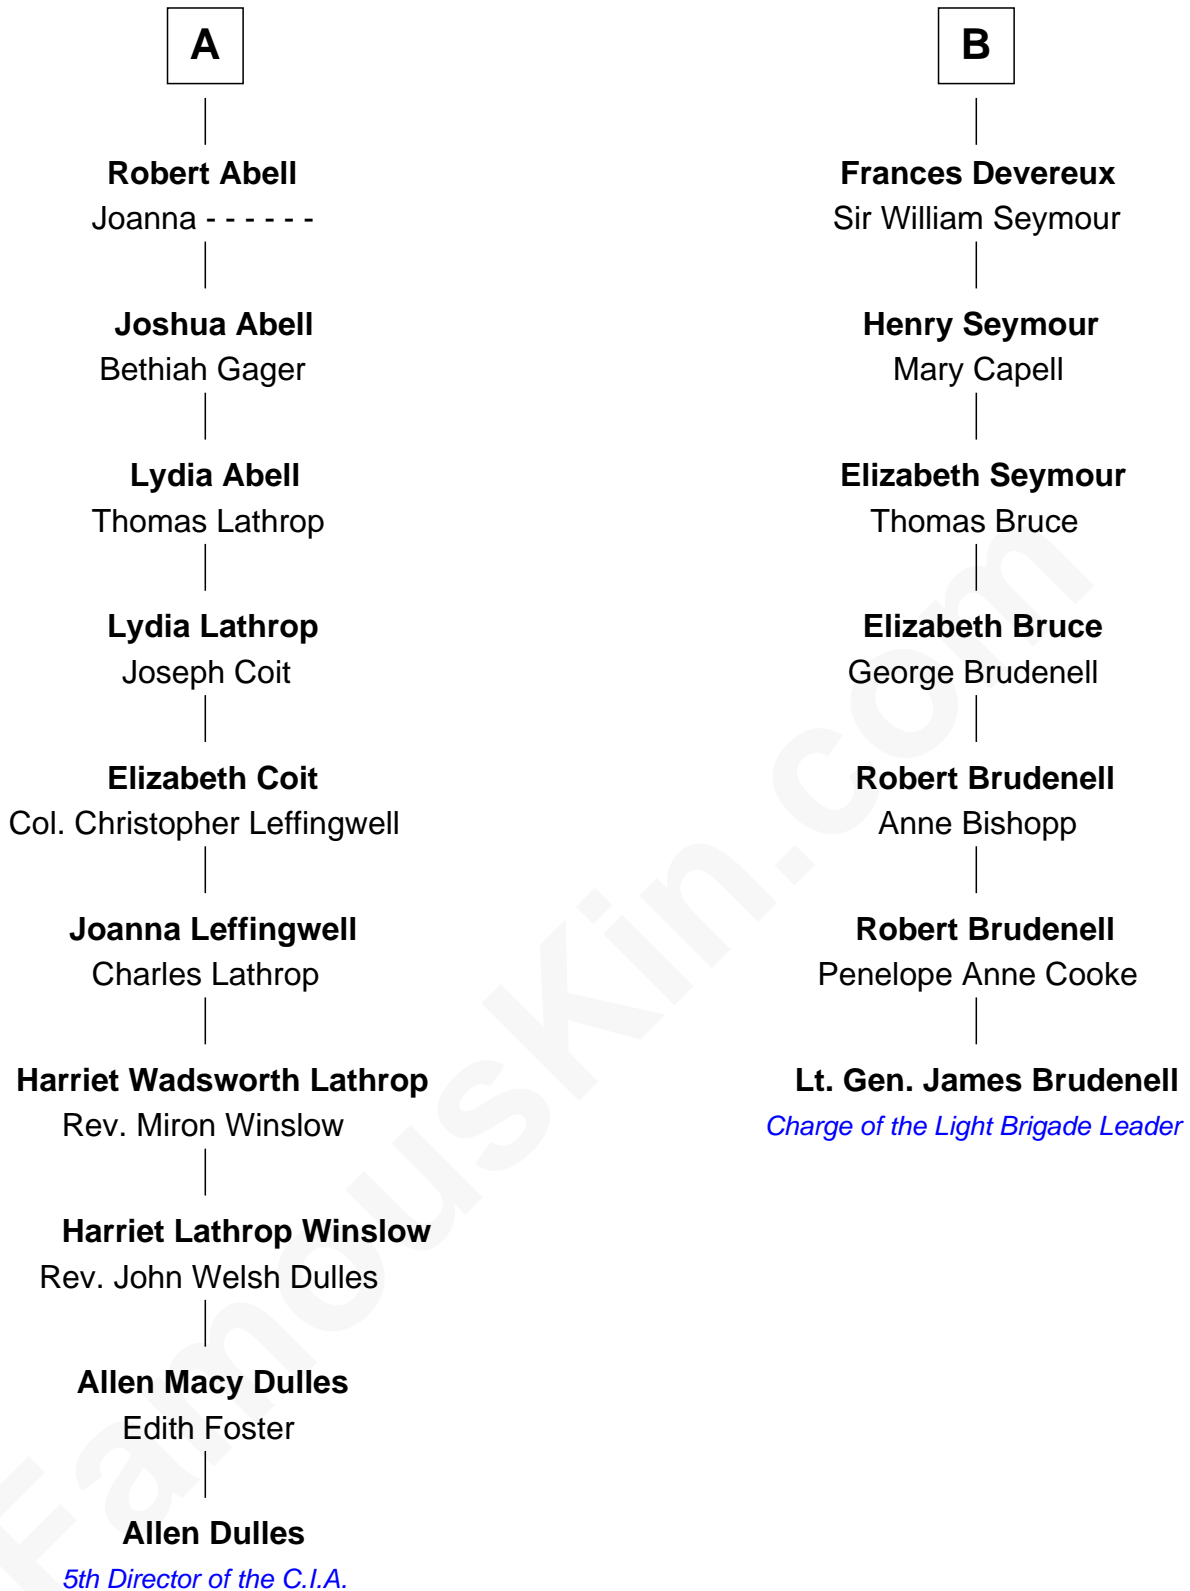 A
Robert Abell
Joanna - - - - - -
Joshua Abell
Bethiah Gager
Lydia Abell
Thomas Lathrop
Lydia Lathrop
Joseph Coit
Elizabeth Coit
Col. Christopher Leffingwell
Joanna Leffingwell
Charles Lathrop
Harriet Wadsworth Lathrop
Rev. Miron Winslow
Harriet Lathrop Winslow
Rev. John Welsh Dulles
Allen Macy Dulles
Edith Foster
Allen Dulles
5th Director of the C.I.A.
B
Frances Devereux
Sir William Seymour
Henry Seymour
Mary Capell
Elizabeth Seymour
Thomas Bruce
Elizabeth Bruce
George Brudenell
Robert Brudenell
Anne Bishopp
Robert Brudenell
Penelope Anne Cooke
Lt. Gen. James Brudenell
Charge of the Light Brigade Leader
FamousKin.com